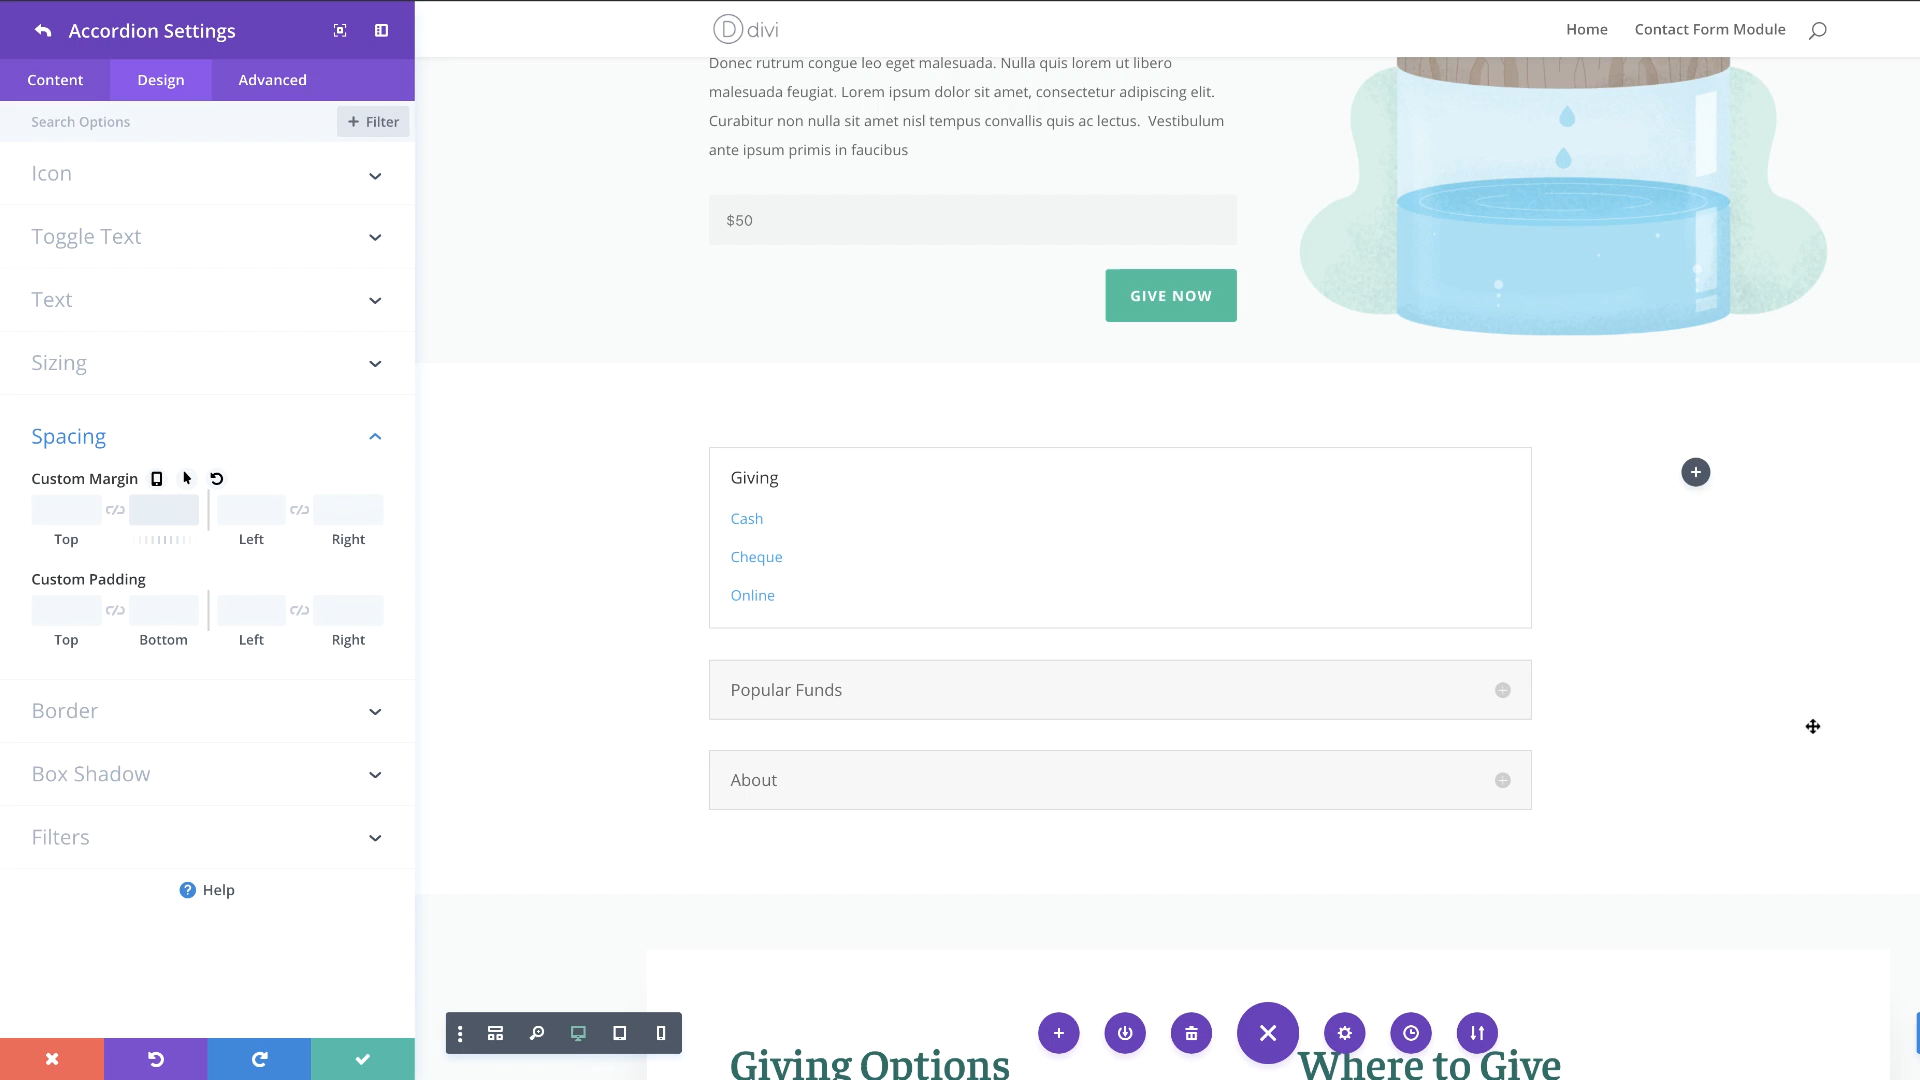 Accordion Settings
Content
Design
Advanced
Search Options
+ Filter
Icon
Toggle Text
Text
Sizing
Spacing
Custom Margin
Top
Left
Right
Custom Padding
Top
Bottom
Left
Right
Border
Box Shadow
Filters
? Help
D divi
Home
Contact Form Module
Donec rutrum congue leo eget malesuada. Nulla quis lorem ut libero
malesuada feugiat. Lorem ipsum dolor sit amet, consectetur adipiscing elit.
Curabitur non nulla sit amet nisl tempus convallis quis ac lectus.  Vestibulum
ante ipsum primis in faucibus
$50
GIVE NOW
Giving
Cash
Cheque
Online
Popular Funds
About
Giving Options
Where to Give